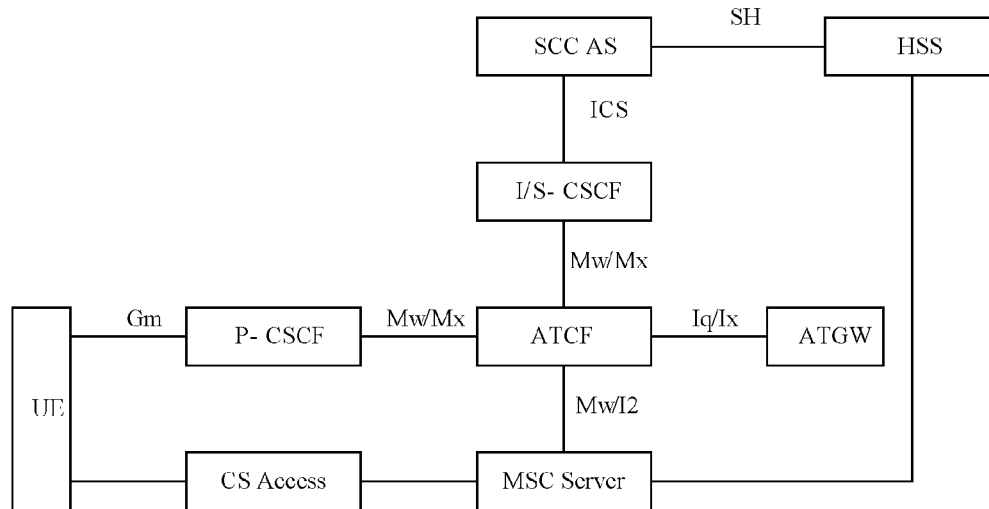 SH
SCC AS
HSS
ICS
I/S- CSCF
Mw/Mx
Gm
Mw/Mx
Iq/Ix
P- CSCF
ATCF
ATGW
UE
Mw/I2
CS Access
MSC Server